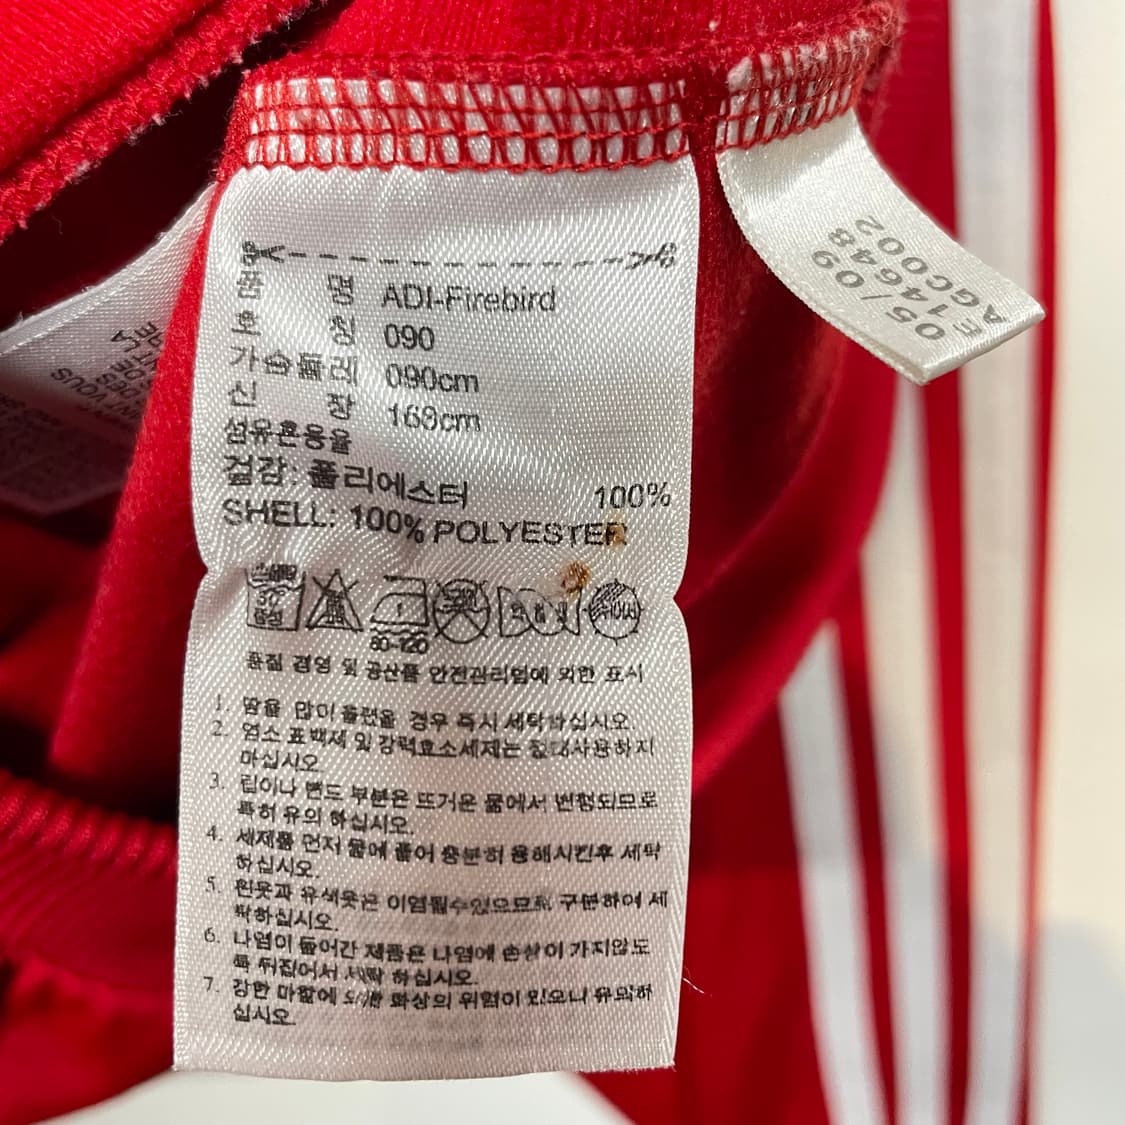 품 명 ADI-Firebird
호 칭 090
가슴둘레 090cm
신 장 168cm
섬유혼용율
겉감: 폴리에스터 100%
SHELL: 100% POLYESTER
80~120
품질 경영 및 공산품 안전관리법에 의한 표시
1. 땀을 많이 흘렸을 경우 즉시 세탁하십시오.
2. 염소 표백제 및 강력효소세제는 절대사용하지
마십시오.
3. 립이나 밴드 부분은 뜨거운 물에서 변형되므로
특히 유의 하십시오.
4. 세제를 먼저 물에 풀어 충분히 용해시킨후 세탁
하십시오.
5. 흰옷과 유색옷은 이염될수있으므로 구분하여 세
탁하십시오.
6. 나염이 들어간 제품은 나염에 손상이 가지않도
록 뒤집어서 세탁 하십시오.
7. 강한 마찰에 의한 화상의 위험이 있으니 유의하
십시오.
05/09
E14648
AGC002